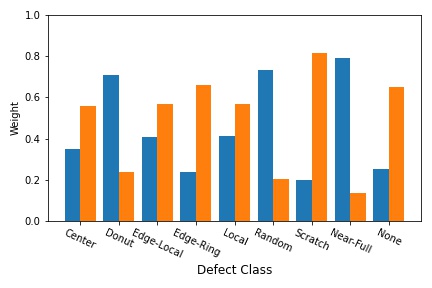 1.0
0.8
0.6
0.4
0.2
0.0
Weight
Center
Donut
Edge-Local
Edge-Ring
Local
Random
Scratch
Near-Full
None
Defect Class